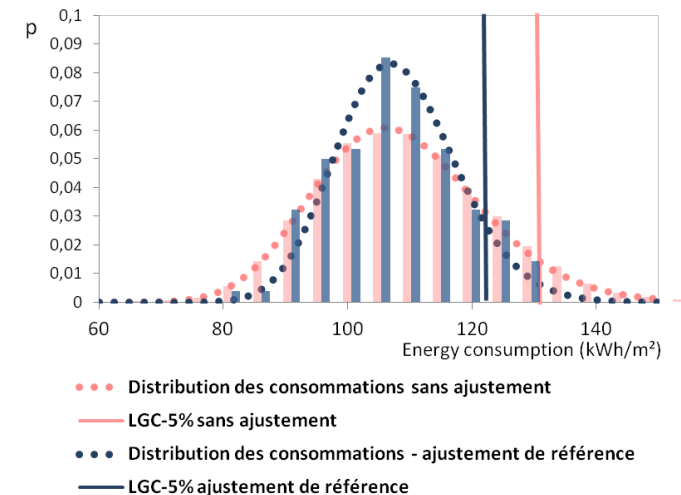 p
0,1
0,09
0,08
0,07
0,06
0,05
0,04
0,03
0,02
0,01
0
60 80 100 120 140
Energy consumption (kWh/m²)
Distribution des consommations sans ajustement
LGC-5% sans ajustement
Distribution des consommations - ajustement de référence
LGC-5% ajustement de référence